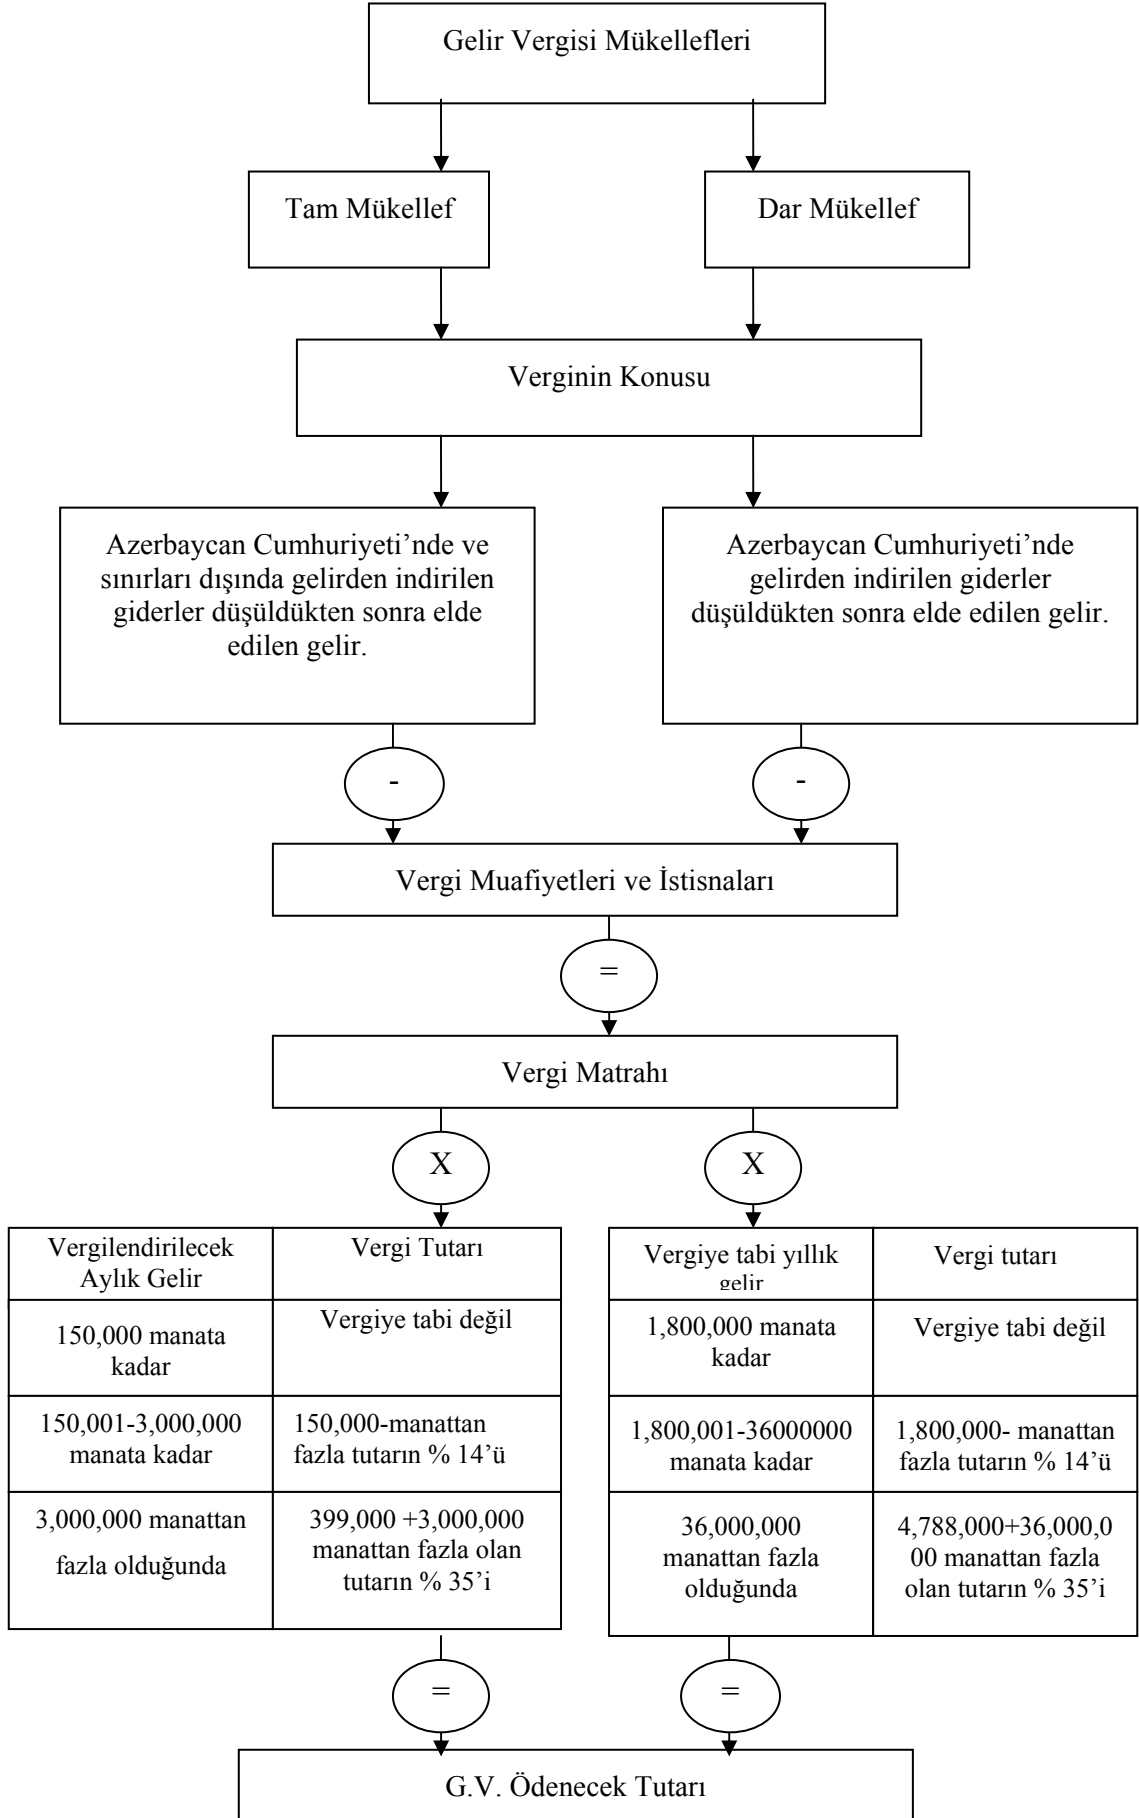 Gelir Vergisi Mükellefleri
Tam Mükellef
Dar Mükellef
Verginin Konusu
Azerbaycan Cumhuriyeti’nde ve
sınırları dışında gelirden indirilen
giderler düşüldükten sonra elde
edilen gelir.
Azerbaycan Cumhuriyeti’nde
gelirden indirilen giderler
düşüldükten sonra elde edilen gelir.
-
-
Vergi Muafiyetleri ve İstisnaları
=
Vergi Matrahı
X
X
Vergilendirilecek
Aylık Gelir
Vergi Tutarı
150,000 manata
kadar
Vergiye tabi değil
150,001-3,000,000
manata kadar
150,000-manattan
fazla tutarın % 14’ü
3,000,000 manattan
fazla olduğunda
399,000 +3,000,000
manattan fazla olan
tutarın % 35’i
Vergiye tabi yıllık
gelir
Vergi tutarı
1,800,000 manata
kadar
Vergiye tabi değil
1,800,001-36000000
manata kadar
1,800,000- manattan
fazla tutarın % 14’ü
36,000,000
manattan fazla
olduğunda
4,788,000+36,000,0
00 manattan fazla
olan tutarın % 35’i
=
=
G.V. Ödenecek Tutarı